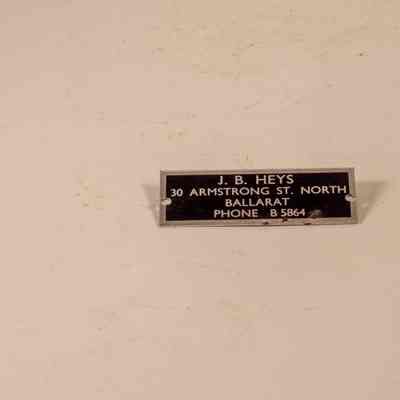 J. B. HEYS
30 ARMSTRONG ST. NORTH
BALLARAT
PHONE B 5864